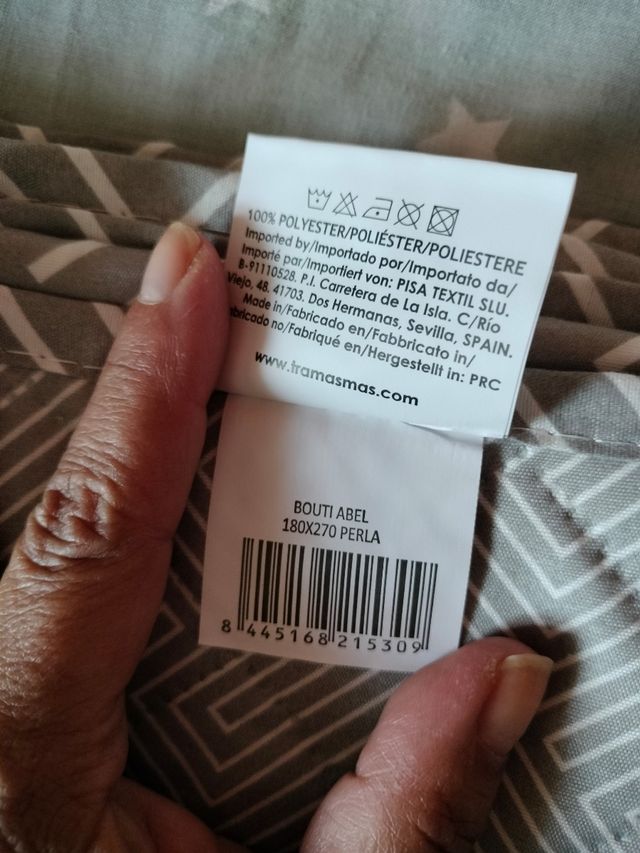 100% POLYESTER/POLIÉSTER/POLIESTERE
Imported by/Importado por/Importato da/
Importé par/Importiert von: PISA TEXTIL SLU.
B-91110528. P.I. Carretera de La Isla. C/Río
Viejo, 48. 41703. Dos Hermanas, Sevilla, SPAIN.
Made in/Fabricado en/Fabbricato in/
Fabricado no/Fabriqué en/Hergestellt in: PRC
www.tramasmas.com
BOUTI ABEL
180X270 PERLA
8 445168 215309